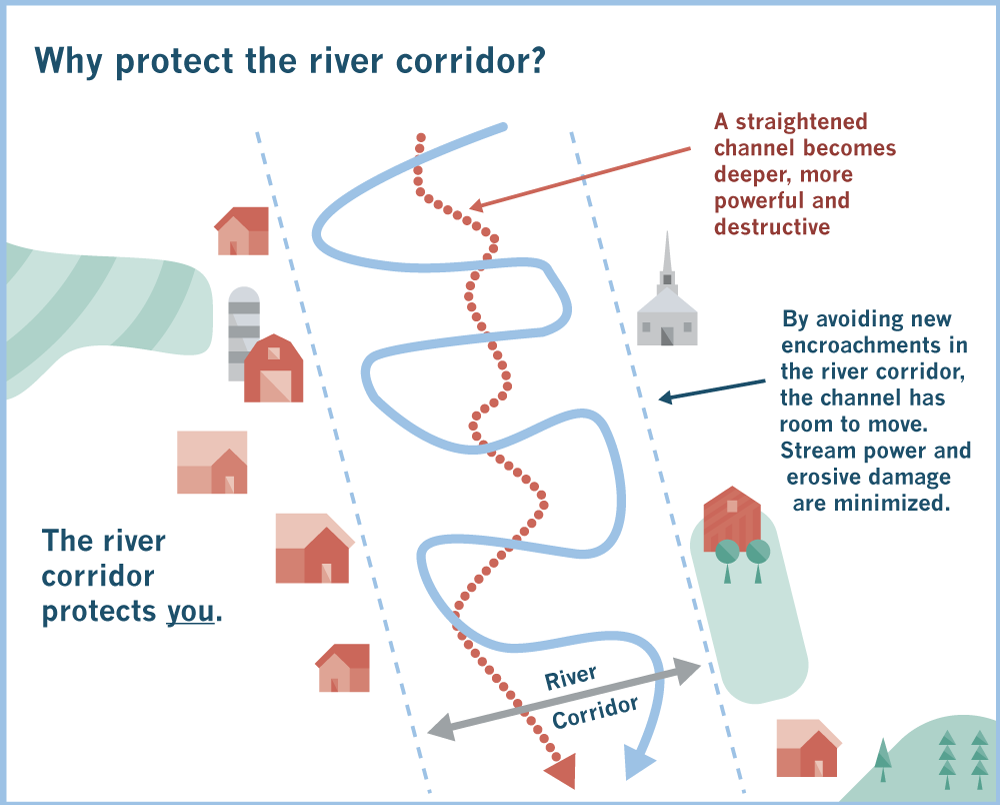 Why protect the river corridor?
A straightened
channel becomes
deeper, more
powerful and
destructive
By avoiding new
encroachments in
the river corridor,
the channel has
room to move.
Stream power and
erosive damage
are minimized.
The river
corridor
protects you.
River
Corridor